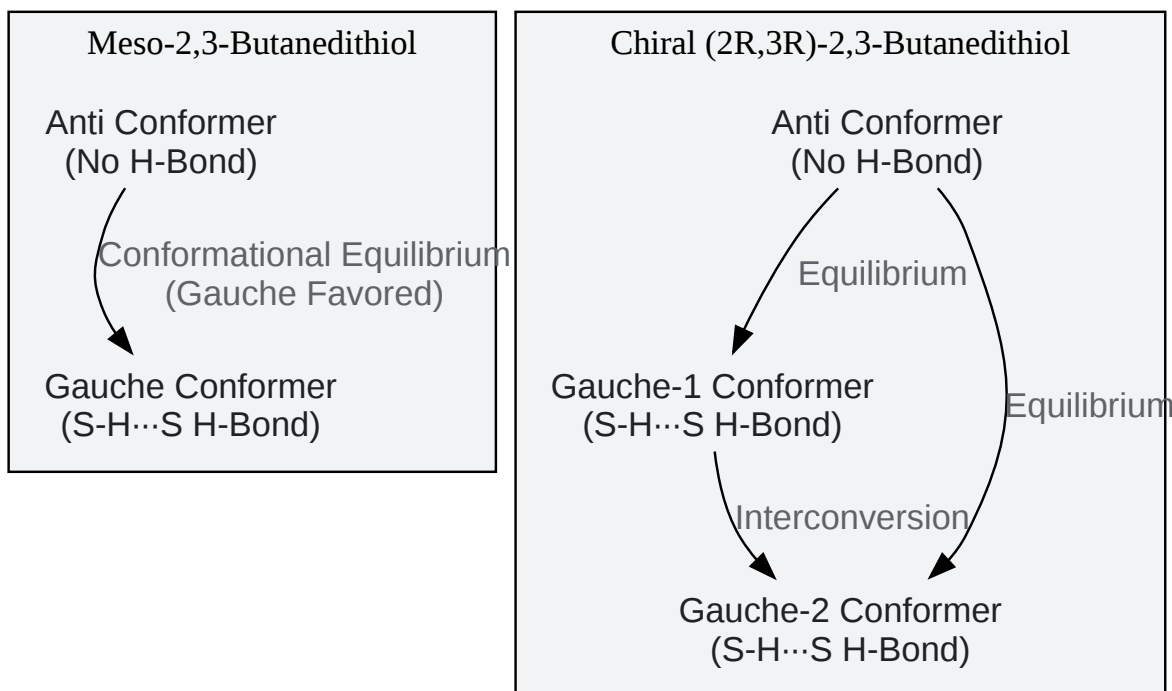 Meso-2,3-Butanedithiol
Anti Conformer
(No H-Bond)
Conformational Equilibrium
(Gauche Favored)
Gauche Conformer
(S-H···S H-Bond)
Chiral (2R,3R)-2,3-Butanedithiol
Anti Conformer
(No H-Bond)
Equilibrium
Gauche-1 Conformer
(S-H···S H-Bond)
Equilibrium
Interconversion
Gauche-2 Conformer
(S-H···S H-Bond)